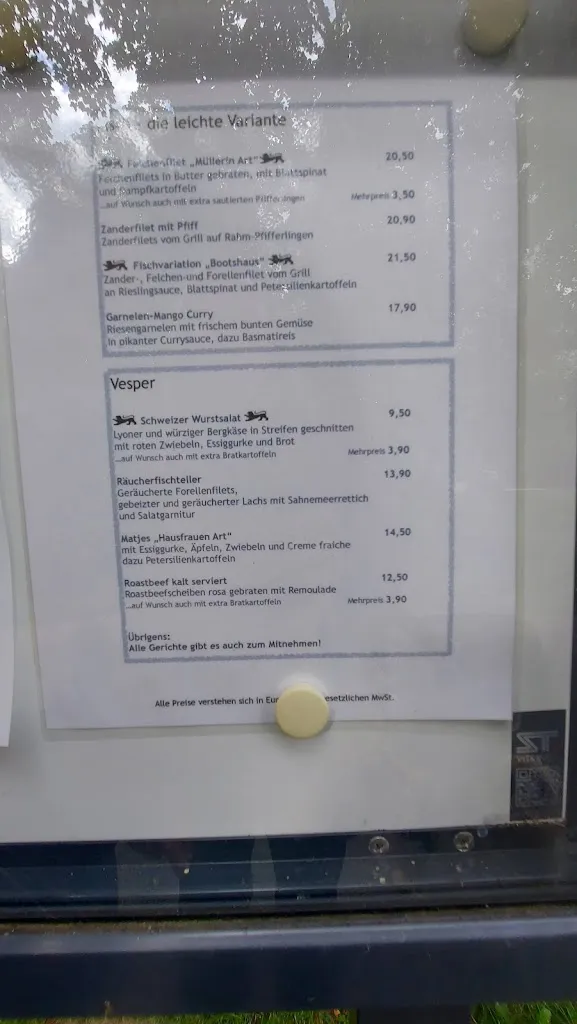 die leichte Variante
Felchenfilet „Müllerin Art“ 20,50
Felchenfilets in Butter gebraten, mit Blattspinat
und Dampfkartoffeln
...auf Wunsch auch mit extra sautierten Pfifferlingen Mehrpreis 3,50
Zanderfilet mit Pfiff 20,90
Zanderfilets vom Grill auf Rahm-Pfifferlingen
Fischvariation „Bootshaus“ 21,50
Zander-, Felchen-und Forellenfilet vom Grill
an Rieslingsauce, Blattspinat und Petersilienkartoffeln
Garnelen-Mango Curry 17,90
Riesengarnelen mit frischem bunten Gemüse
in pikanter Currysauce, dazu Basmatireis
Vesper
Schweizer Wurstsalat 9,50
Lyoner und würziger Bergkäse in Streifen geschnitten
mit roten Zwiebeln, Essiggurke und Brot
...auf Wunsch auch mit extra Bratkartoffeln Mehrpreis 3,90
Räucherfischteller 13,90
Geräucherte Forellenfilets,
gebeizter und geräucherter Lachs mit Sahnemeerrettich
und Salatgarnitur
Matjes „Hausfrauen Art“ 14,50
mit Essiggurke, Äpfeln, Zwiebeln und Creme fraiche
dazu Petersilienkartoffeln
Roastbeef kalt serviert 12,50
Roastbeefscheiben rosa gebraten mit Remoulade
...auf Wunsch auch mit extra Bratkartoffeln Mehrpreis 3,90
Übrigens:
Alle Gerichte gibt es auch zum Mitnehmen!
Alle Preise verstehen sich in Eur esetzlichen MwSt.